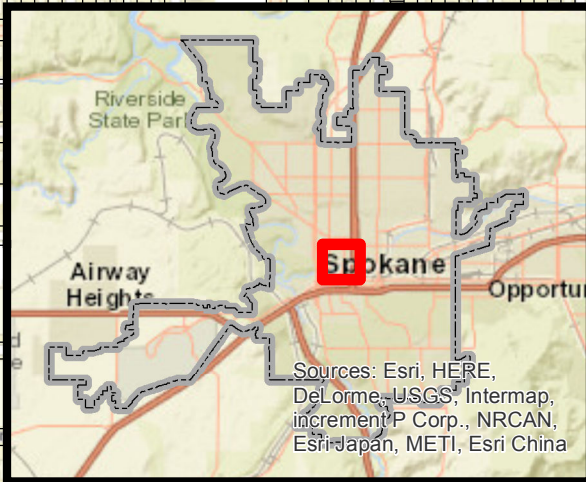 Riverside
State Park
Spokane
Airway
Heights
Opportu
Sources: Esri, HERE,
DeLorme, USGS, Intermap,
increment P Corp., NRCAN,
Esri Japan, METI, Esri China